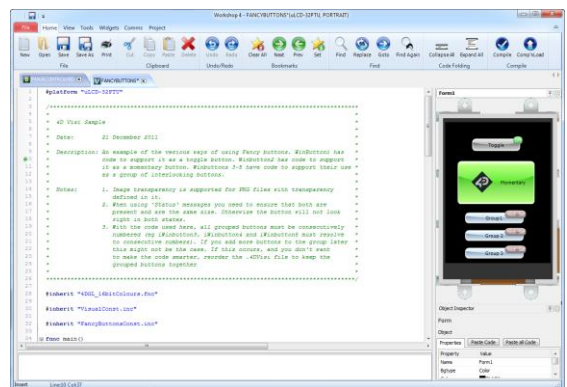 Workshop 4 - FANCYBUTTONS*(uLCD-32PTU, PORTRAIT)
File Home View Tools Widgets Comms Project
New Open Save Save As Print Cut Copy Paste Delete Undo Redo Clear All Next Prev Set Find Replace Goto Find Again Collapse All Expand All Compile Comp'nLoad
File Clipboard Undo/Redo Bookmarks Find Code Folding Compile
FANCYBUTTONS*
#platform "uLCD-32PTU"
4D Visi Sample
Date: 21 December 2011
Description: An example of the various ways of using Fancy buttons. WinButton1 has
code to support it as a toggle button. Winbutton2 has code to support
it as a momentary button. Winbuttons 3-5 have code to support their use
as a group of interlocking buttons.
Notes: 1. Image transparency is supported for PNG files with transparency
defined in it.
2. When using 'Status' messages you need to ensure that both are
present and are the same size. Otherwise the button will not look
right in both states.
3. With the code used here, all grouped buttons must be consecutively
numbered (eg iWinbutton3, iWinbutton4 and iWinbutton5 must resolve
to consecutive numbers). If you add more buttons to the group later
this might not be the case. If this occurs, and you don't want
to make the code smarter, reorder the .4DVisi file to keep the
grouped buttons together
#inherit "4DGL_16bitColours.fnc"
#inherit "VisualConst.inc"
#inherit "FancyButtonsConst.inc"
func main()
Insert Line:10 Col:37
Form1
Toggle
Momentary
Group 1
Group 2
Group 3
Object Inspector
Form
Object
Properties Paste Code Paste all Code
Property Value
Name Form1
Bgtype Color